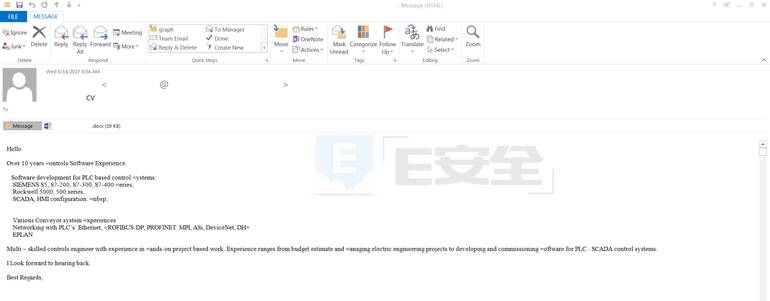 - Message (HTML)
FILE
MESSAGE
Ignore
Junk
Delete
Delete
Reply
Reply All
Forward
Meeting
More
Respond
graph
Team Email
Reply & Delete
To Manager
Done
Create New
Quick Steps
Move
Rules
OneNote
Actions
Move
Mark Unread
Categorize
Follow Up
Tags
Translate
Find
Related
Select
Editing
Zoom
Zoom
Wed 6/14/2017 8:56 AM
< @ >
CV
To
Message
.docx (19 KB)
Hello
Over 10 years =ontrols/Software Experience
Software development for PLC based control =ystems:
SIEMENS S5, S7-200, S7-300, S7-400 =eries,
Rockwell 5000, 500 series.
SCADA, HMI configuration. =nbsp;
Various Conveyor system =xperiences
Networking with PLC's: Ethernet, =ROFIBUS-DP, PROFINET MPI, ASi, DeviceNet, DH+
EPLAN
Multi – skilled controls engineer with experience in =ands-on project based work. Experience ranges from budget estimate and =anaging electric engineering projects to developing and commissioning =oftware for PLC - SCADA control systems.
I Look forward to hearing back.
Best Regards,
E安全